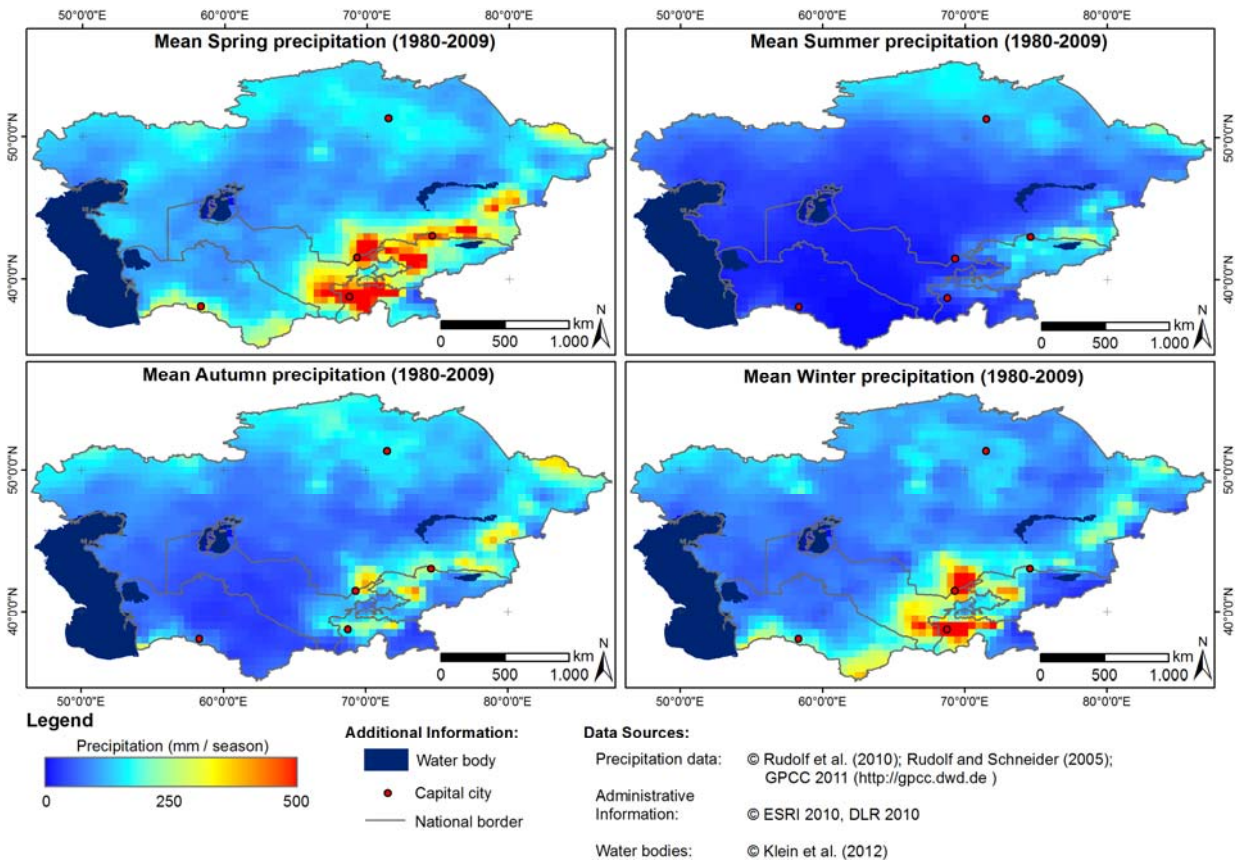 50°0'0"E 60°0'0"E 70°0'0"E 80°0'0"E 50°0'0"E 60°0'0"E 70°0'0"E 80°0'0"E
Mean Spring precipitation (1980-2009)
50°0'0"N
40°0'0"N
N
km
0 500 1.000
Mean Summer precipitation (1980-2009)
50°0'0"N
40°0'0"N
N
km
0 500 1.000
Mean Autumn precipitation (1980-2009)
50°0'0"N
40°0'0"N
N
km
0 500 1.000
Mean Winter precipitation (1980-2009)
50°0'0"N
40°0'0"N
N
km
0 500 1.000
50°0'0"E 60°0'0"E 70°0'0"E 80°0'0"E 50°0'0"E 60°0'0"E 70°0'0"E 80°0'0"E
Legend
Precipitation (mm / season)
0 250 500
Additional Information:
Water body
Capital city
National border
Data Sources:
Precipitation data: © Rudolf et al. (2010); Rudolf and Schneider (2005);
GPCC 2011 (http://gpcc.dwd.de )
Administrative
Information: © ESRI 2010, DLR 2010
Water bodies: © Klein et al. (2012)